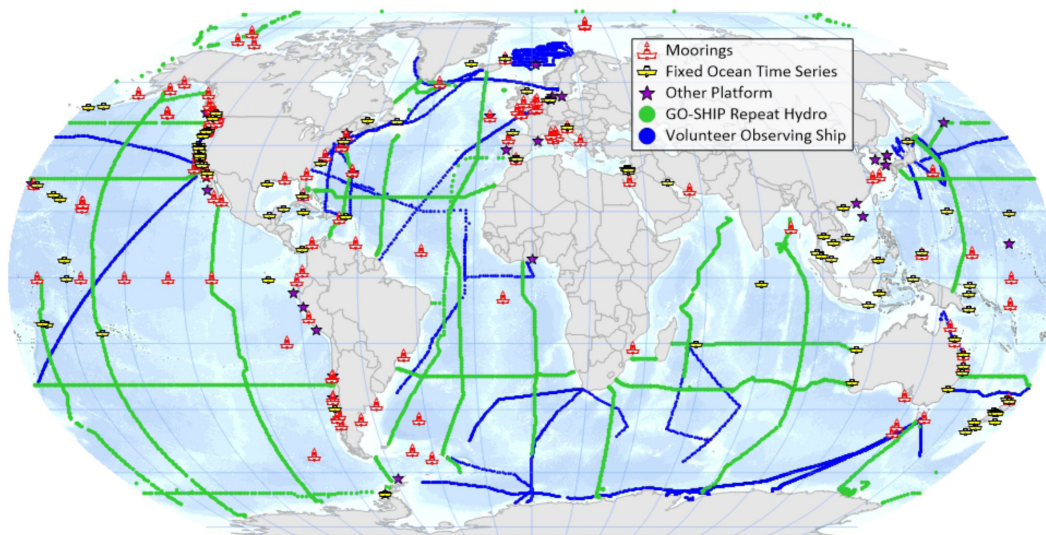 Moorings
Fixed Ocean Time Series
Other Platform
GO-SHIP Repeat Hydro
Volunteer Observing Ship